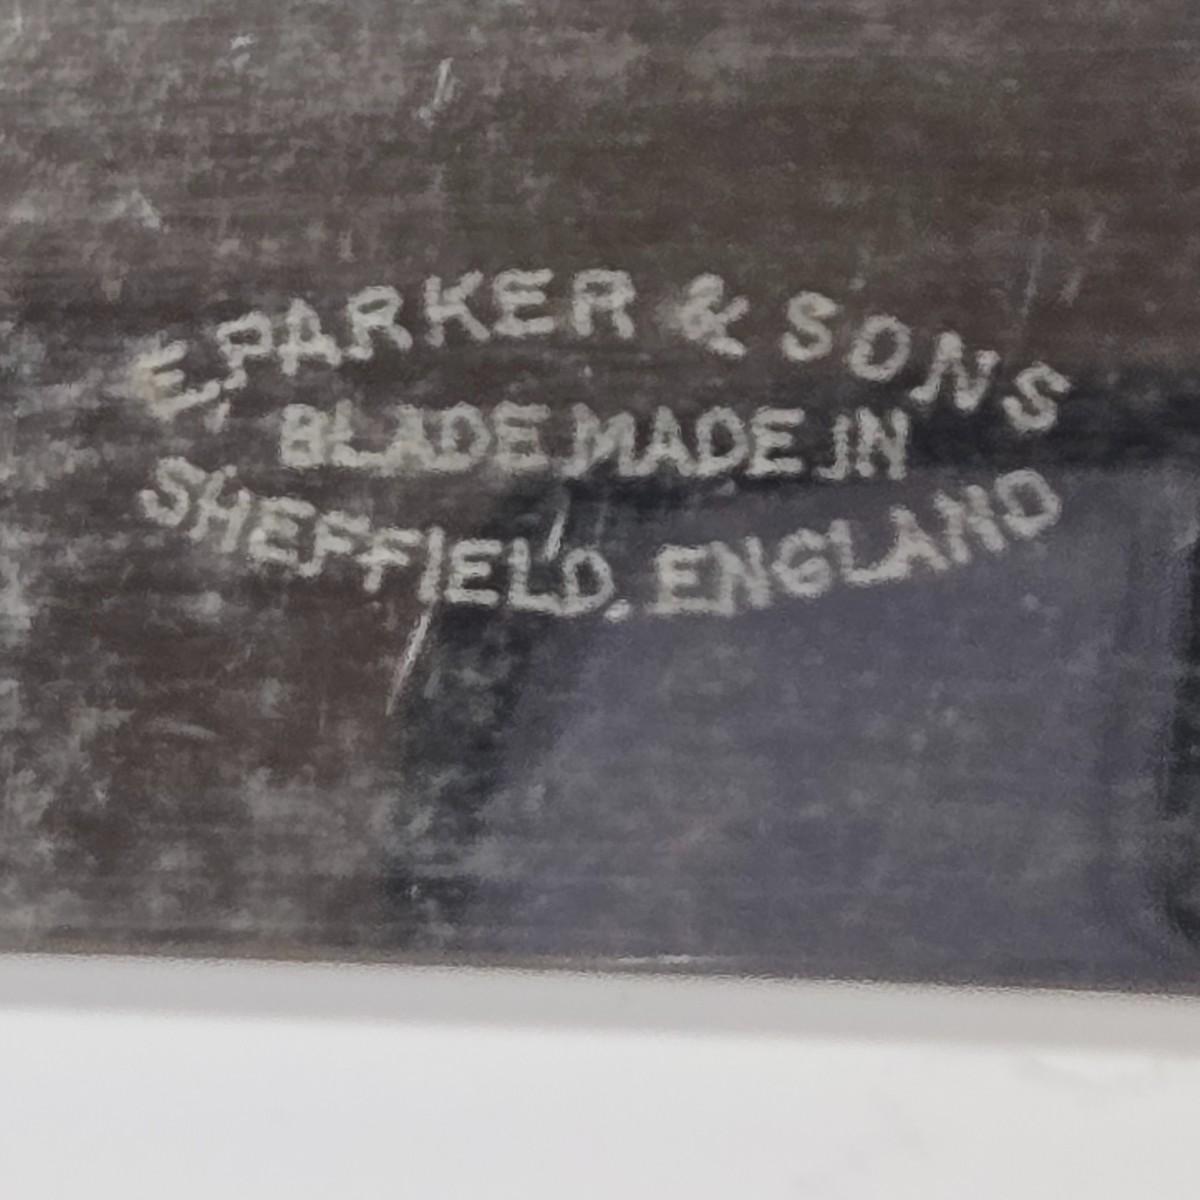 E. PARKER & SONS
BLADE MADE IN
SHEFFIELD. ENGLAND